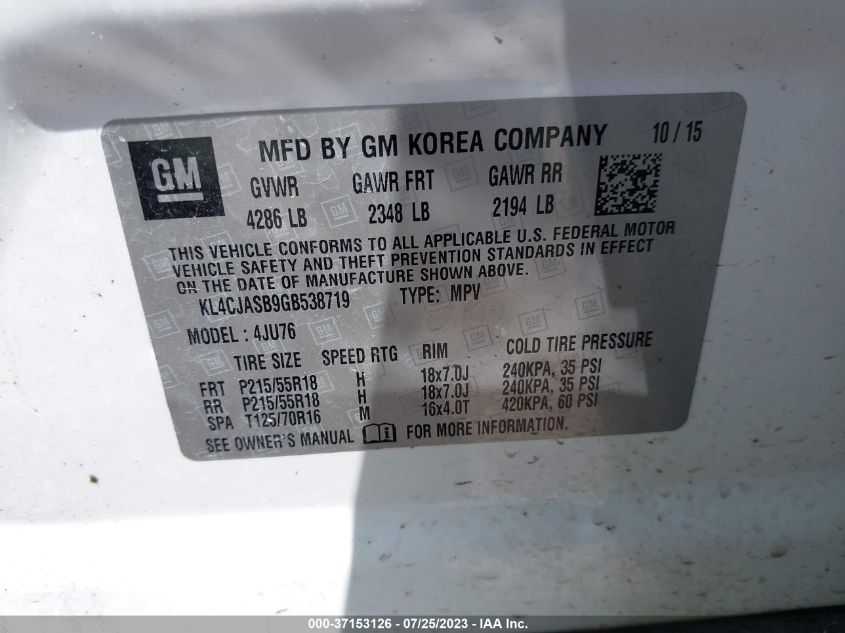 GM
MFD BY GM KOREA COMPANY 10/15
GVWR GAWR FRT GAWR RR
4286 LB 2348 LB 2194 LB
THIS VEHICLE CONFORMS TO ALL APPLICABLE U.S. FEDERAL MOTOR
VEHICLE SAFETY AND THEFT PREVENTION STANDARDS IN EFFECT
ON THE DATE OF MANUFACTURE SHOWN ABOVE.
KL4CJASB9GB538719 TYPE: MPV
MODEL : 4JU76
TIRE SIZE SPEED RTG RIM COLD TIRE PRESSURE
FRT P215/55R18 H 18x7.0J 240KPA, 35 PSI
RR P215/55R18 H 18x7.0J 240KPA, 35 PSI
SPA T125/70R16 M 16x4.0T 420KPA, 60 PSI
SEE OWNER'S MANUAL FOR MORE INFORMATION.
000-37153126 - 07/25/2023 - IAA Inc.